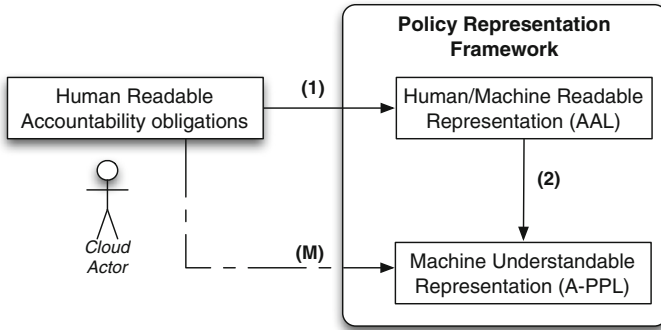 Policy Representation
Framework
Human Readable
Accountability obligations
(1)
Human/Machine Readable
Representation (AAL)
(2)
Cloud
Actor
(M)
Machine Understandable
Representation (A-PPL)